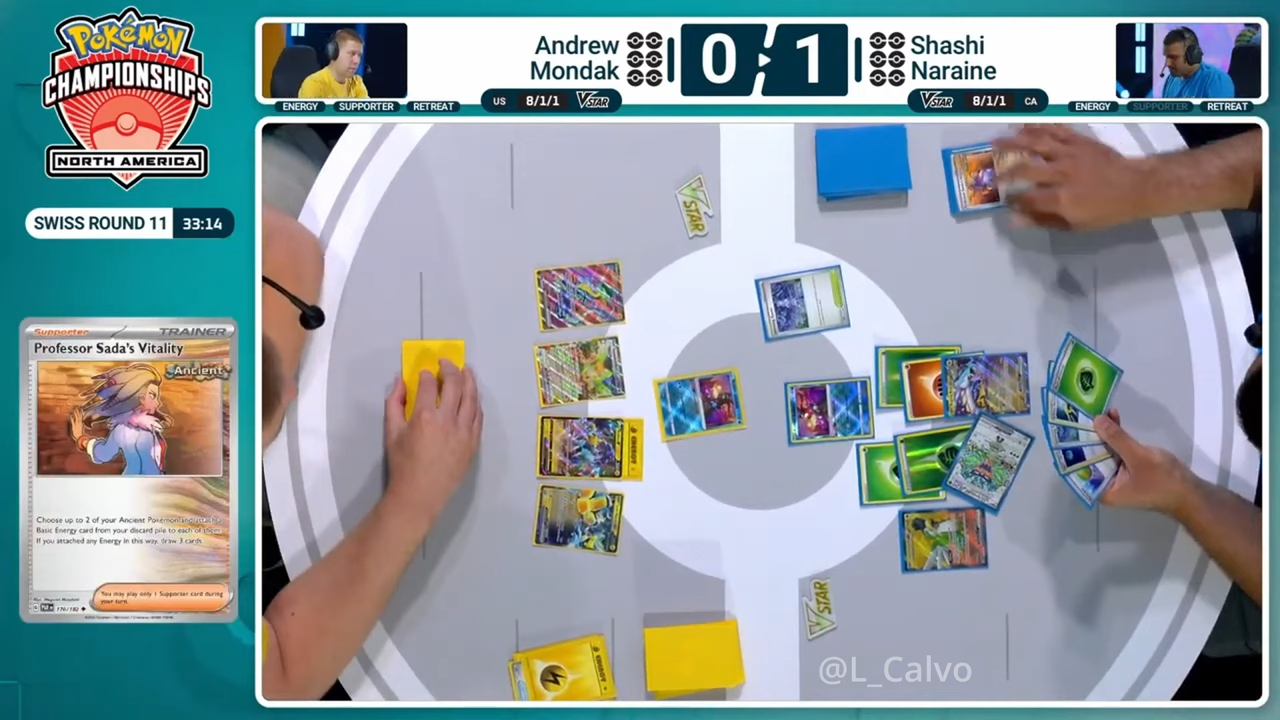 Pokémon
CHAMPIONSHIPS
NORTH AMERICA
SWISS ROUND 11 33:14
Andrew
Mondak
0 1
Shashi
Naraine
ENERGY SUPPORTER RETREAT
US 8/1/1 VSTAR
VSTAR 8/1/1 CA
ENERGY SUPPORTER RETREAT
Supporter TRAINER
Professor Sada's Vitality
Ancient
Choose up to 2 of your Ancient Pokémon and attach a
Basic Energy card from your discard pile to each of them.
If you attached any Energy in this way, draw 3 cards.
You may play only 1 Supporter card during
your turn.
170/182
VSTAR
ENERGY
ENERGY
VSTAR
@L_Calvo